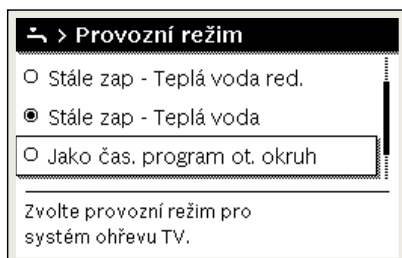 > Provozní režim
Stále zap - Teplá voda red.
Stále zap - Teplá voda
Jako čas. program ot. okruh
Zvolte provozní režim pro
systém ohřevu TV.